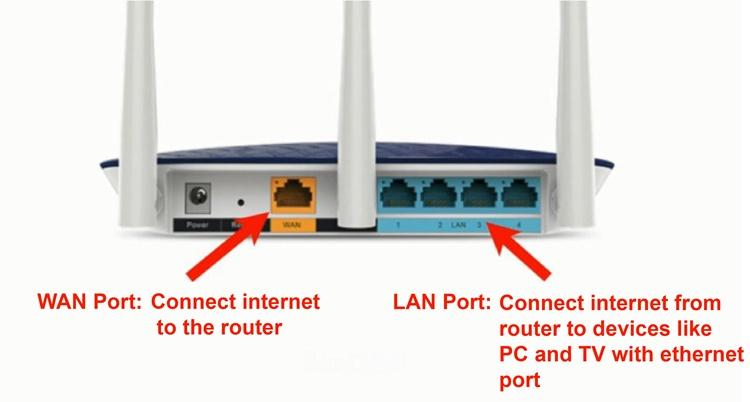 Power
WAN
1
2 LAN 3
4
WAN Port: Connect internet
to the router
LAN Port: Connect internet from
router to devices like
PC and TV with ethernet
port